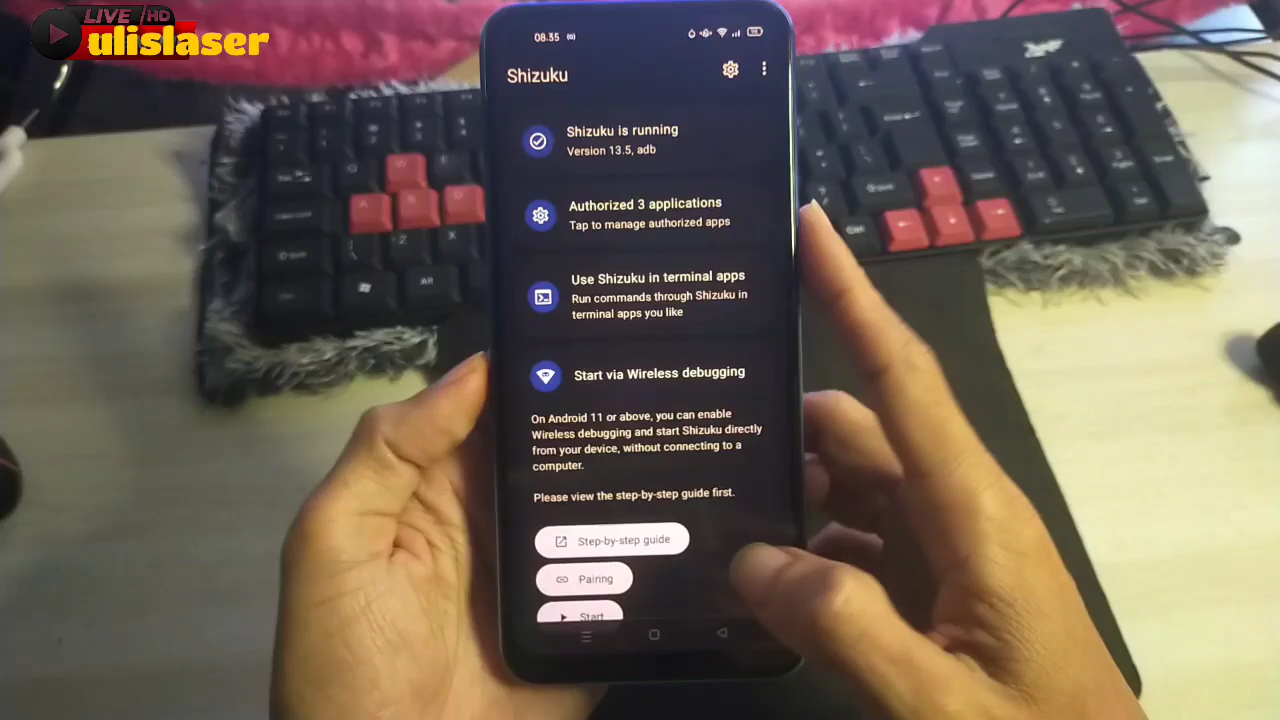 LIVE HD
ulislaser
08.35
Shizuku
Shizuku is running
Version 13.5, adb
Authorized 3 applications
Tap to manage authorized apps
Use Shizuku in terminal apps
Run commands through Shizuku in
terminal apps you like
Start via Wireless debugging
On Android 11 or above, you can enable
Wireless debugging and start Shizuku directly
from your device, without connecting to a
computer.
Please view the step-by-step guide first.
Step-by-step guide
Pairing
Start
W
A
S
D
Z
X
Alt
Ctrl